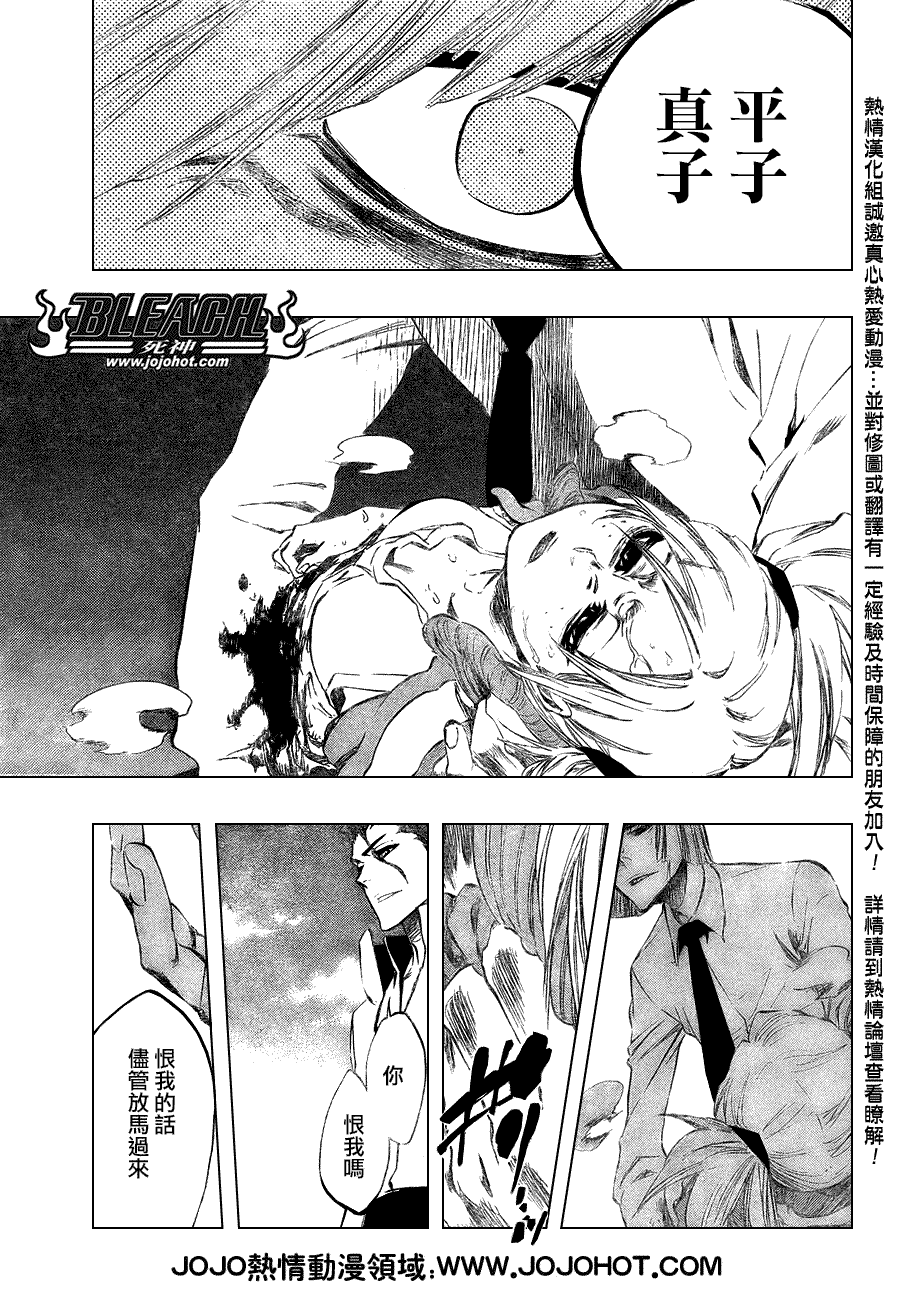 平子
真子
熱情漢化組誠邀真心熱愛動漫…並對修圖或翻譯有一定經驗及時間保障的朋友加入！ 詳情請到熱情論壇查看瞭解！
BLEACH
死神
www.jojohot.com
你
恨我嗎
恨我的話
儘管放馬過來
JOJO熱情動漫領域:WWW.JOJOHOT.COM